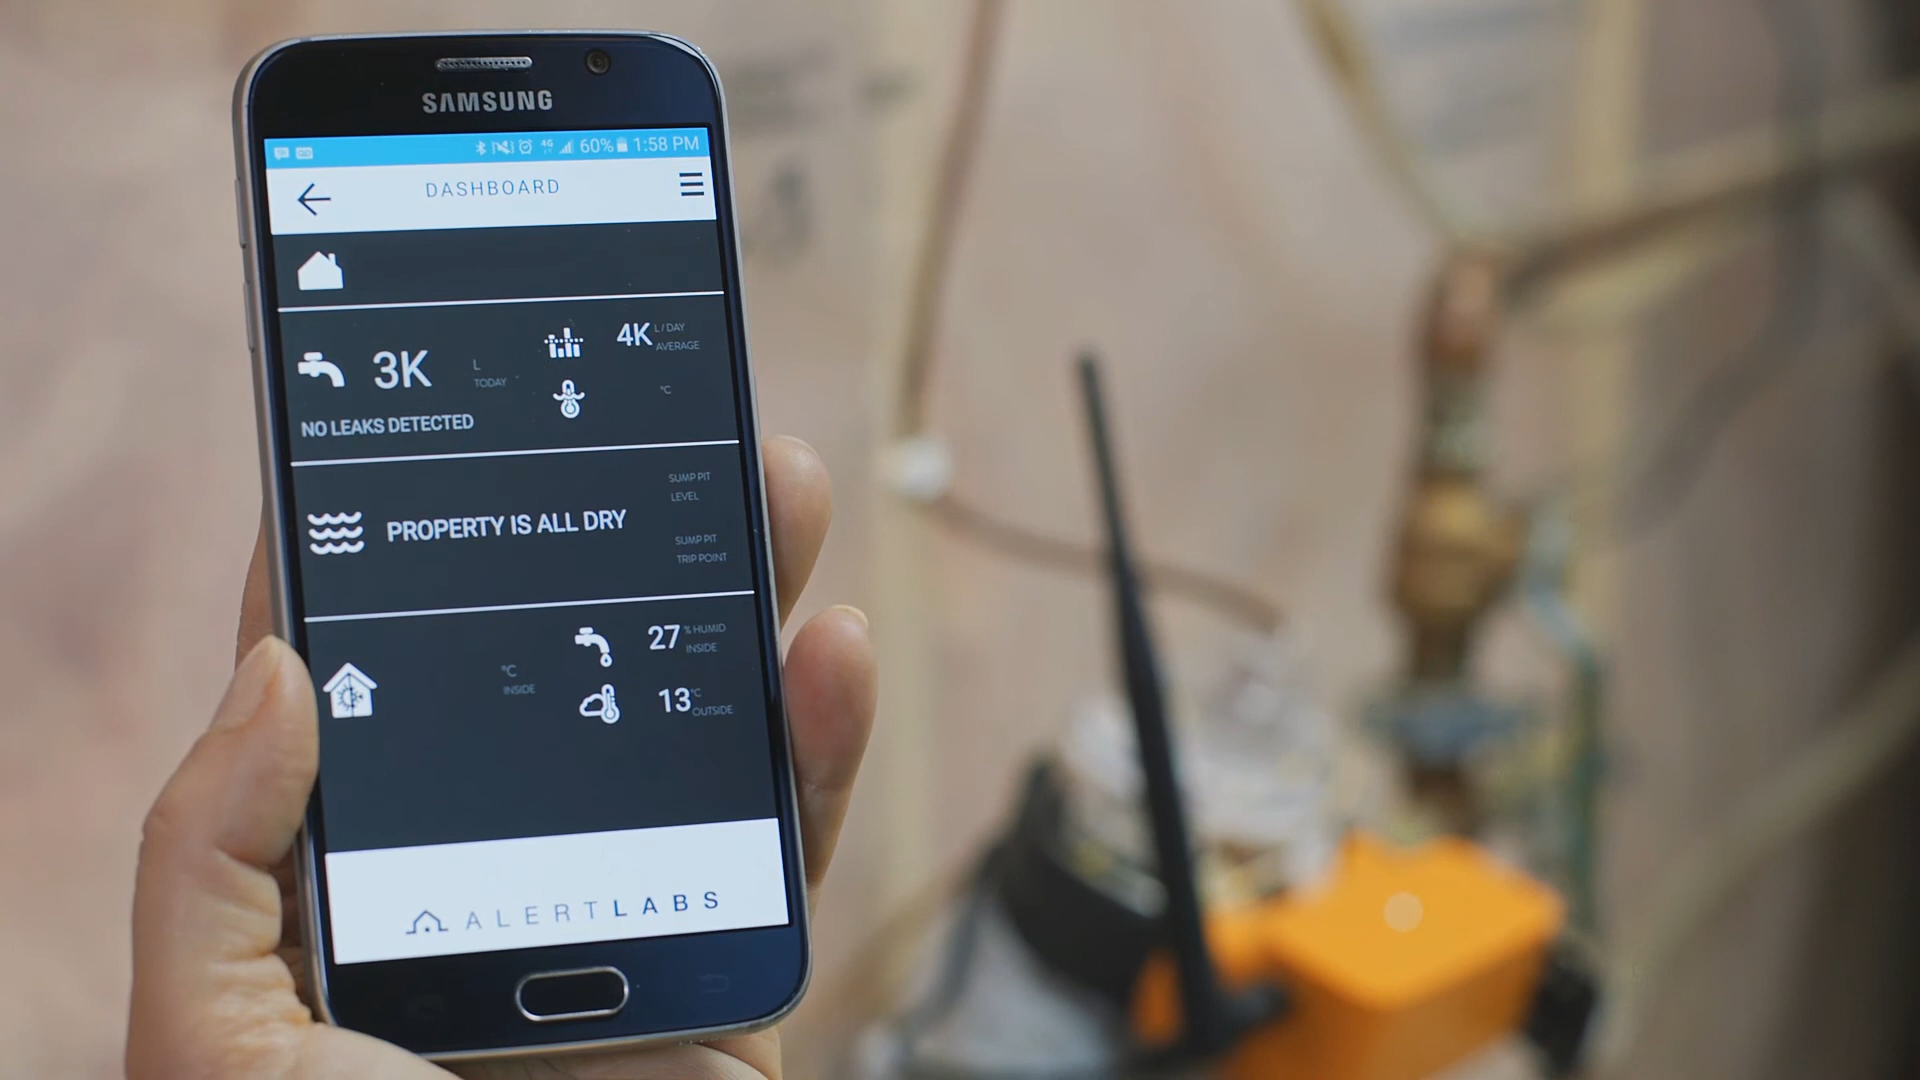 SAMSUNG
4G 60% 1:58 PM
DASHBOARD
3K L TODAY
4K L / DAY AVERAGE
°C
NO LEAKS DETECTED
PROPERTY IS ALL DRY
SUMP PIT LEVEL
SUMP PIT TRIP POINT
°C INSIDE
27 % HUMID INSIDE
13 °C OUTSIDE
ALERTLABS